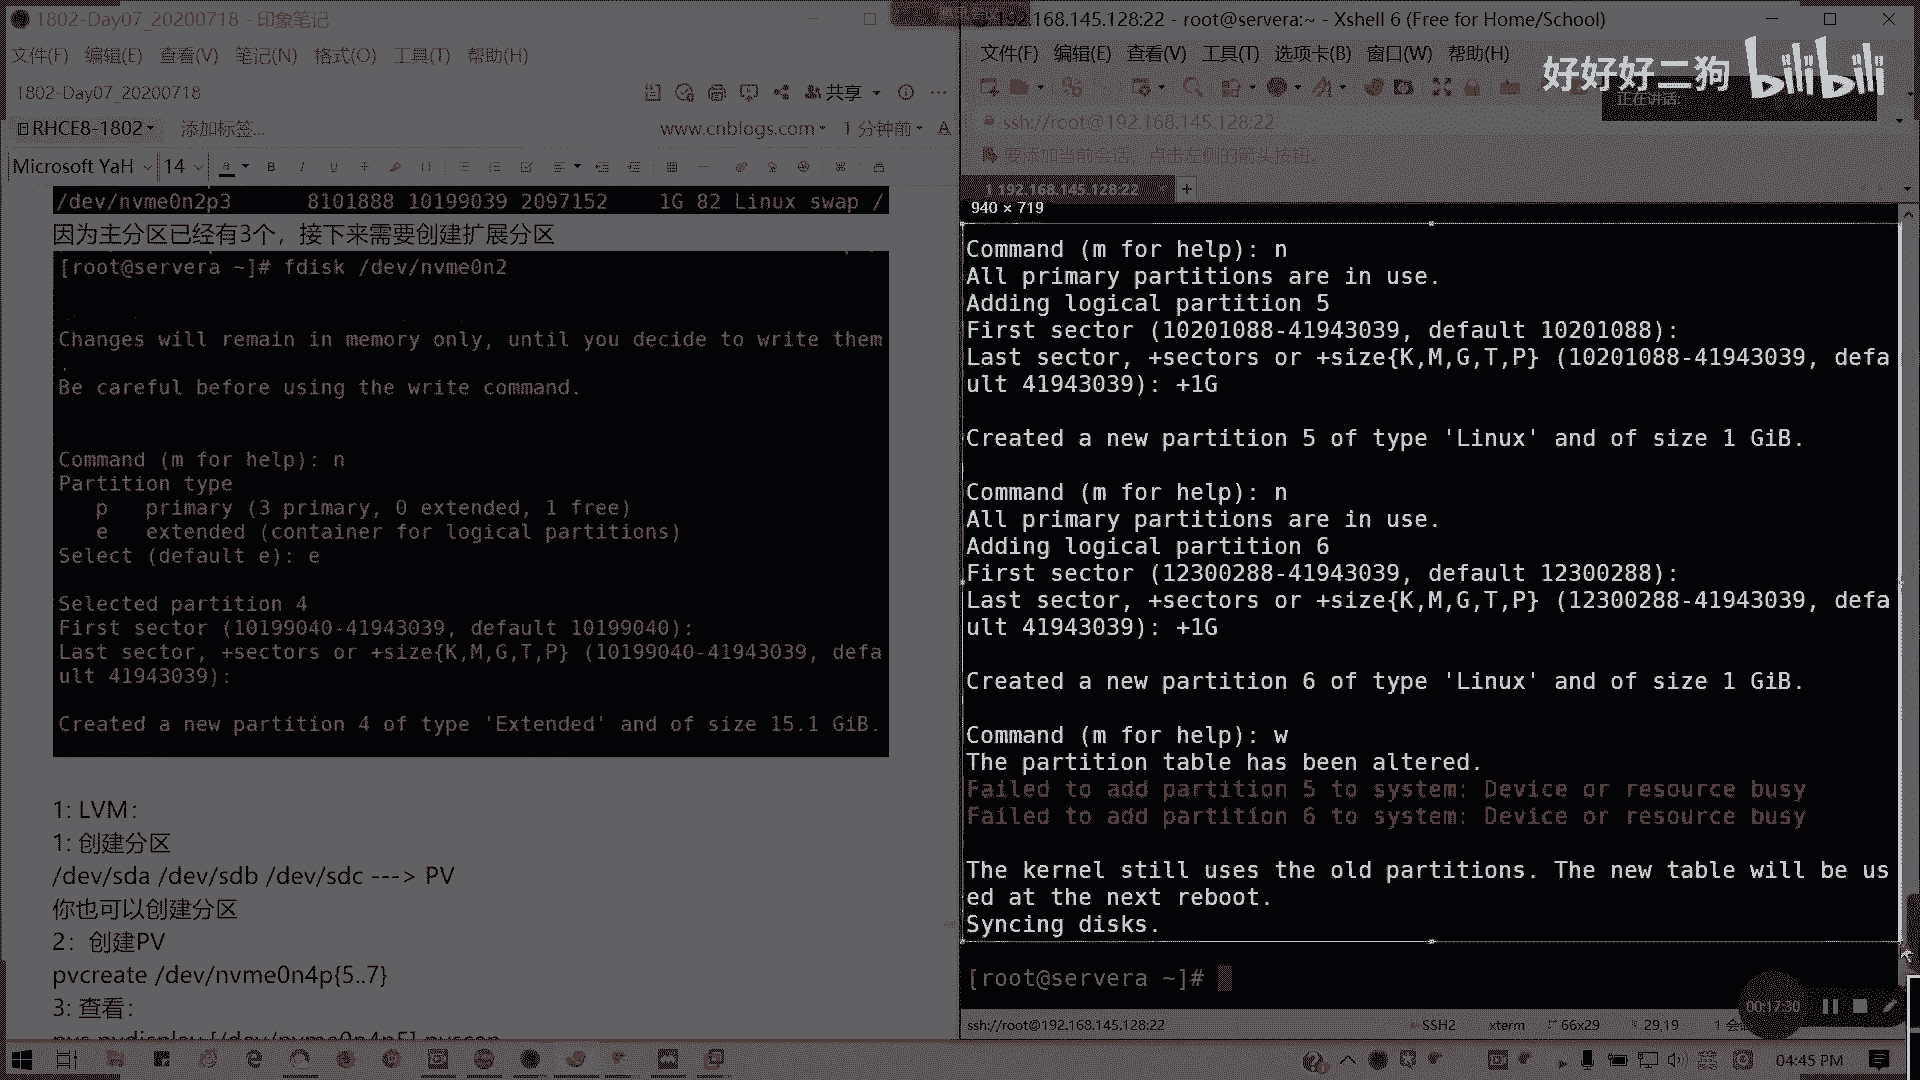 1802-Day07_20200718 - 印象笔记
文件(F) 编辑(E) 查看(V) 笔记(N) 格式(O) 工具(T) 帮助(H)
1802-Day07_20200718
共享
RHCE8-1802
添加标签...
www.cnblogs.com
1 分钟前
Microsoft YaH
14
/dev/nvme0n2p3 8101888 10199039 2097152 1G 82 Linux swap /
因为主分区已经有3个，接下来需要创建扩展分区
[root@servera ~]# fdisk /dev/nvme0n2
Changes will remain in memory only, until you decide to write them
.
Be careful before using the write command.
Command (m for help): n
Partition type
p primary (3 primary, 0 extended, 1 free)
e extended (container for logical partitions)
Select (default e): e
Selected partition 4
First sector (10199040-41943039, default 10199040):
Last sector, +sectors or +size{K,M,G,T,P} (10199040-41943039, defa
ult 41943039):
Created a new partition 4 of type 'Extended' and of size 15.1 GiB.
1: LVM：
1: 创建分区
/dev/sda /dev/sdb /dev/sdc ---> PV
你也可以创建分区
2：创建PV
pvcreate /dev/nvme0n4p{5..7}
3: 查看：
192.168.145.128:22 - root@servera:~ - Xshell 6 (Free for Home/School)
文件(F) 编辑(E) 查看(V) 工具(T) 选项卡(B) 窗口(W) 帮助(H)
好好好二狗 bilibili
正在讲话:
ssh://root@192.168.145.128:22
要添加当前会话，点击左侧的箭头按钮。
1 192.168.145.128:22
940 × 719
Command (m for help): n
All primary partitions are in use.
Adding logical partition 5
First sector (10201088-41943039, default 10201088):
Last sector, +sectors or +size{K,M,G,T,P} (10201088-41943039, defa
ult 41943039): +1G
Created a new partition 5 of type 'Linux' and of size 1 GiB.
Command (m for help): n
All primary partitions are in use.
Adding logical partition 6
First sector (12300288-41943039, default 12300288):
Last sector, +sectors or +size{K,M,G,T,P} (12300288-41943039, defa
ult 41943039): +1G
Created a new partition 6 of type 'Linux' and of size 1 GiB.
Command (m for help): w
The partition table has been altered.
Failed to add partition 5 to system: Device or resource busy
Failed to add partition 6 to system: Device or resource busy
The kernel still uses the old partitions. The new table will be us
ed at the next reboot.
Syncing disks.
[root@servera ~]#
00:17:30
ssh://root@192.168.145.128:22
SSH2 xterm 66x29 29,19
04:45 PM